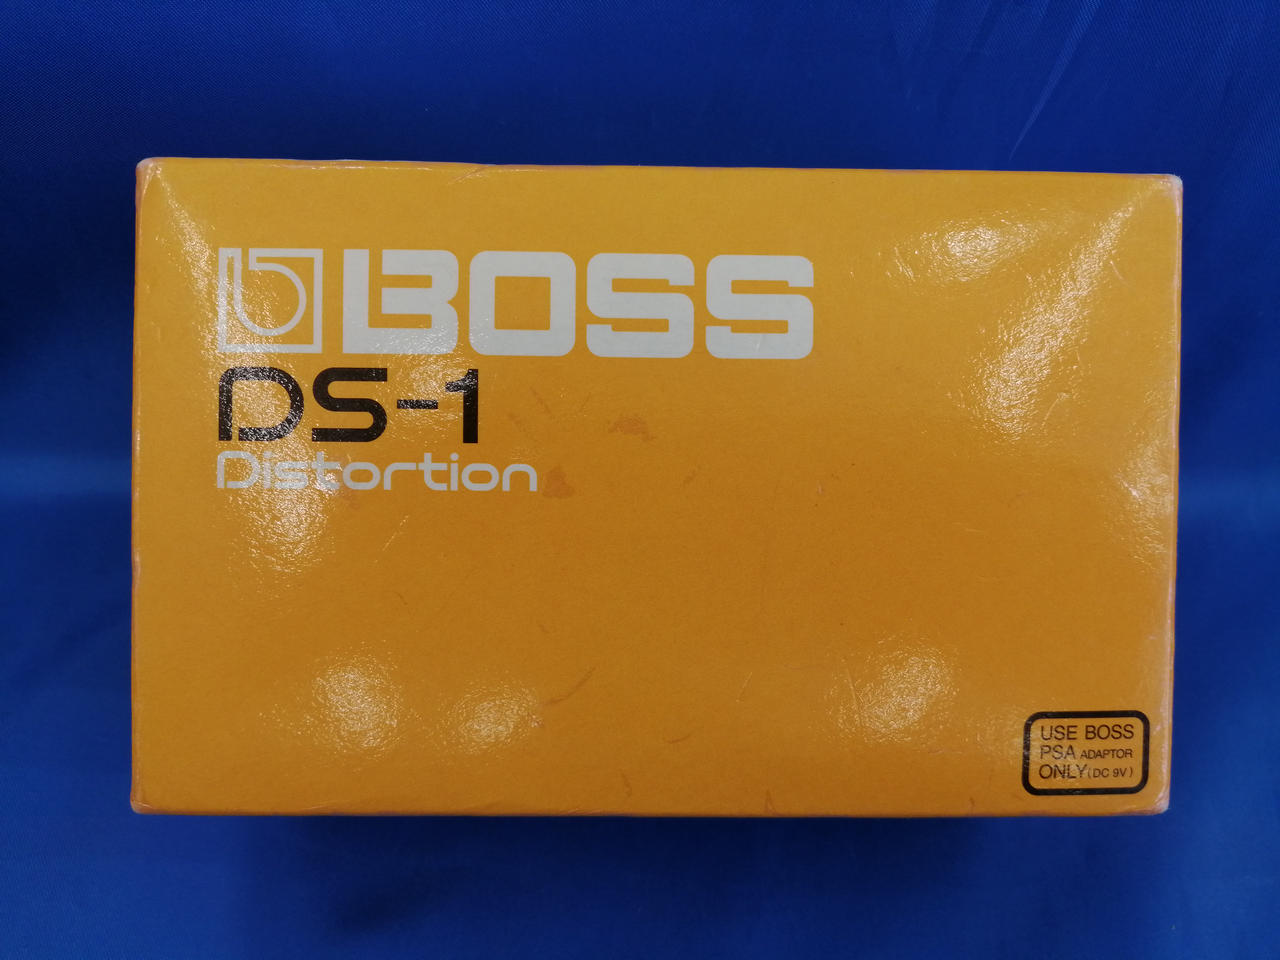 BOSS
DS-1
Distortion
USE BOSS
PSA ADAPTOR
ONLY(DC 9V)